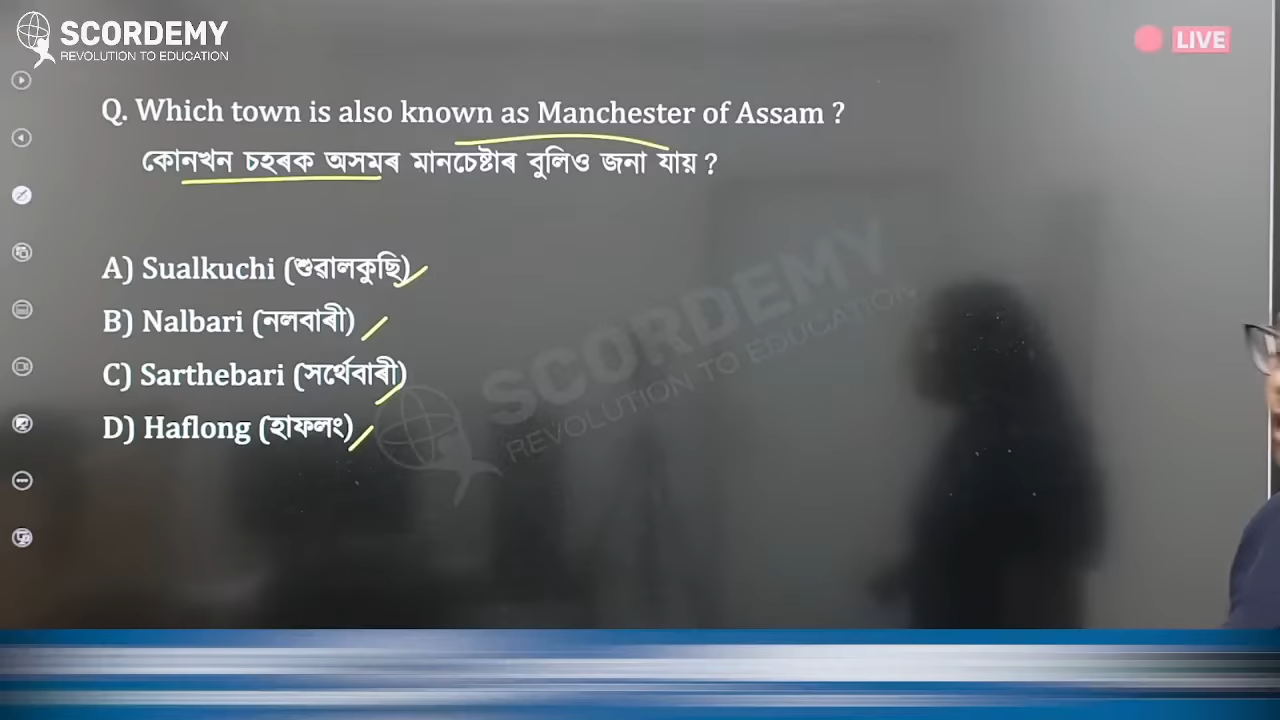 SCORDEMY
REVOLUTION TO EDUCATION
LIVE
Q. Which town is also known as Manchester of Assam ?
কোনখন চহৰক অসমৰ মানচেষ্টাৰ বুলিও জনা যায় ?
A) Sualkuchi (শুৱালকুছি)
B) Nalbari (নলবাৰী)
C) Sarthebari (সৰ্থেবাৰী)
D) Haflong (হাফলং)
SCORDEMY
REVOLUTION TO EDUCATION